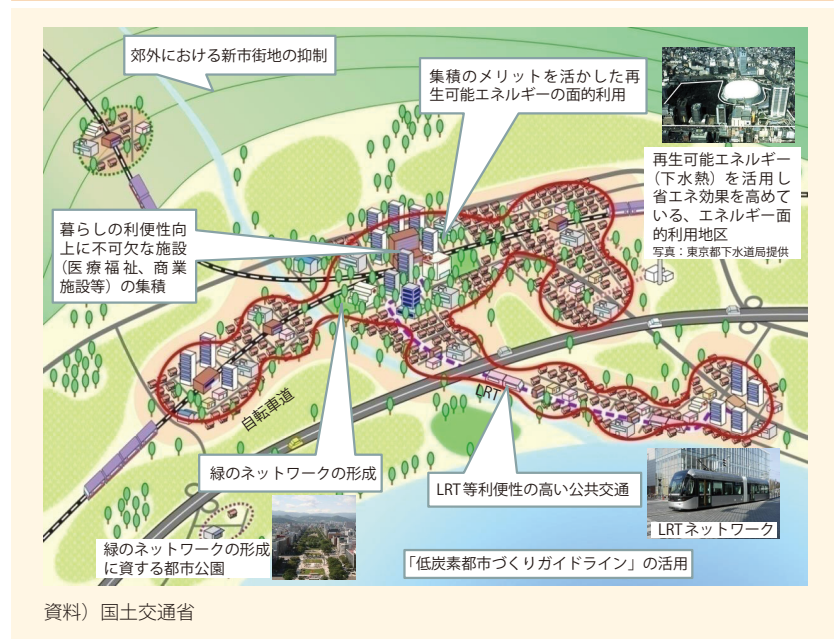 郊外における新市街地の抑制
集積のメリットを活かした再
生可能エネルギーの面的利用
再生可能エネルギー
(下水熱)を活用し
省エネ効果を高めて
いる、エネルギー面
的利用地区
写真:東京都下水道局提供
暮らしの利便性向
上に不可欠な施設
(医療福祉、商業
施設等)の集積
自転車道
LRT
緑のネットワークの形成
LRT等利便性の高い公共交通
LRTネットワーク
緑のネットワークの形成
に資する都市公園
「低炭素都市づくりガイドライン」の活用
資料)国土交通省